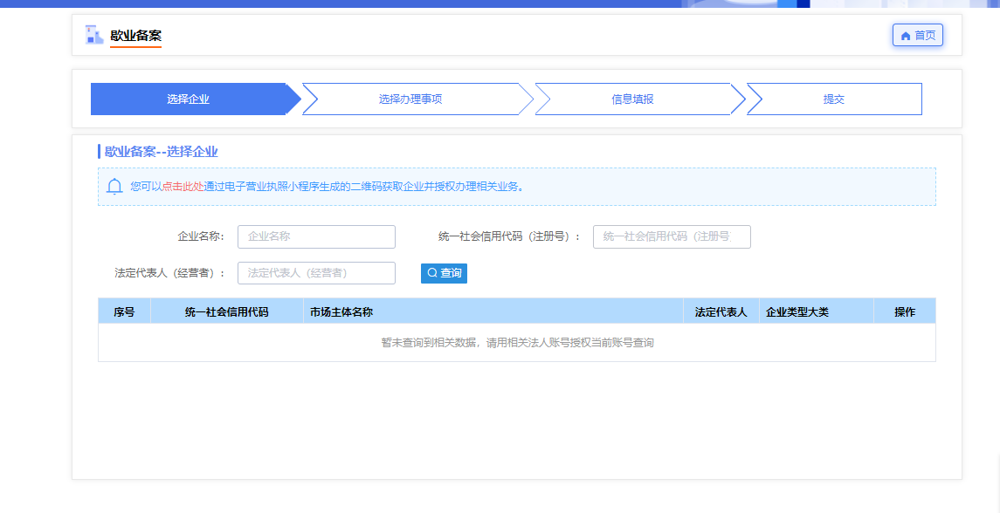 歇业备案
首页
选择企业
选择办理事项
信息填报
提交
歇业备案--选择企业
您可以点击此处通过电子营业执照小程序生成的二维码获取企业并授权办理相关业务。
企业名称： 企业名称 统一社会信用代码（注册号）： 统一社会信用代码（注册号
法定代表人（经营者）： 法定代表人（经营者） 查询
序号 统一社会信用代码 市场主体名称 法定代表人 企业类型大类 操作
暂未查询到相关数据，请用相关法人账号授权当前账号查询